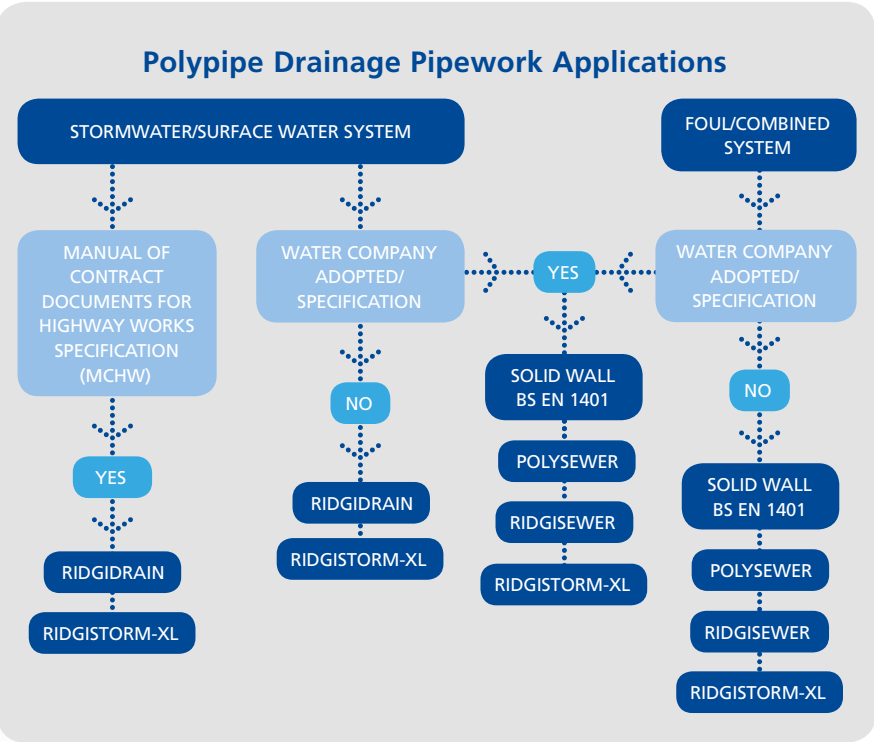 Polypipe Drainage Pipework Applications
STORMWATER/SURFACE WATER SYSTEM
MANUAL OF
CONTRACT
DOCUMENTS FOR
HIGHWAY WORKS
SPECIFICATION
(MCHW)
YES
RIDGIDRAIN
RIDGISTORM-XL
WATER COMPANY
ADOPTED/
SPECIFICATION
NO
RIDGIDRAIN
RIDGISTORM-XL
YES
SOLID WALL
BS EN 1401
POLYSEWER
RIDGISEWER
RIDGISTORM-XL
FOUL/COMBINED
SYSTEM
WATER COMPANY
ADOPTED/
SPECIFICATION
NO
SOLID WALL
BS EN 1401
POLYSEWER
RIDGISEWER
RIDGISTORM-XL